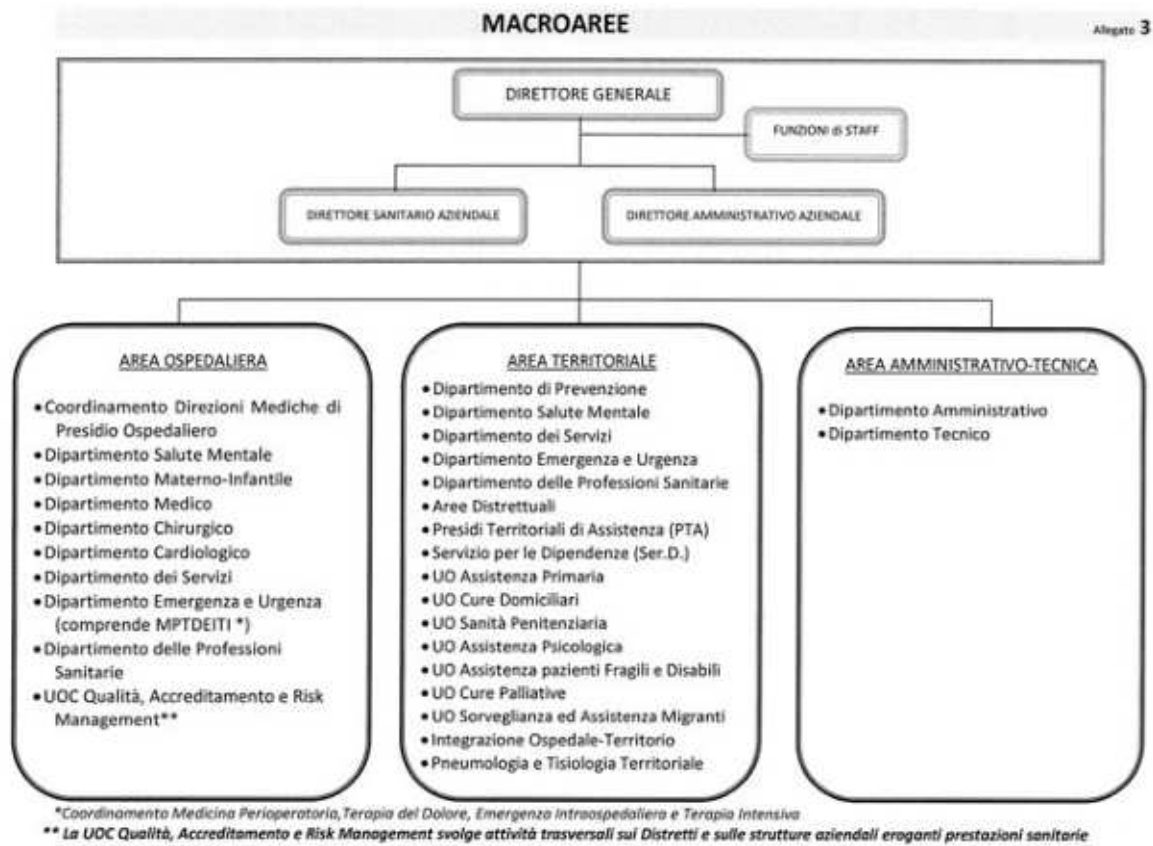 MACROAREE
Allegato 3
DIRETTORE GENERALE
FUNZIONI di STAFF
DIRETTORE SANITARIO AZIENDALE
DIRETTORE AMMINISTRATIVO AZIENDALE
AREA OSPEDALIERA
•Coordinamento Direzioni Mediche di
Presidio Ospedaliero
•Dipartimento Salute Mentale
•Dipartimento Materno-Infantile
•Dipartimento Medico
•Dipartimento Chirurgico
•Dipartimento Cardiologico
•Dipartimento dei Servizi
•Dipartimento Emergenza e Urgenza
(comprende MPTDEITI *)
•Dipartimento delle Professioni
Sanitarie
•UOC Qualità, Accreditamento e Risk
Management**
AREA TERRITORIALE
•Dipartimento di Prevenzione
•Dipartimento Salute Mentale
•Dipartimento dei Servizi
•Dipartimento Emergenza e Urgenza
•Dipartimento delle Professioni Sanitarie
•Aree Distrettuali
•Presidi Territoriali di Assistenza (PTA)
•Servizio per le Dipendenze (Ser.D.)
•UO Assistenza Primaria
•UO Cure Domiciliari
•UO Sanità Penitenziaria
•UO Assistenza Psicologica
•UO Assistenza pazienti Fragili e Disabili
•UO Cure Palliative
•UO Sorveglianza ed Assistenza Migranti
•Integrazione Ospedale-Territorio
•Pneumologia e Tisiologia Territoriale
AREA AMMINISTRATIVO-TECNICA
•Dipartimento Amministrativo
•Dipartimento Tecnico
*Coordinamento Medicina Perioperatoria, Terapia del Dolore, Emergenza Intraospedaliera e Terapia Intensiva
** La UOC Qualità, Accreditamento e Risk Management svolge attività trasversali sui Distretti e sulle strutture aziendali eroganti prestazioni sanitarie